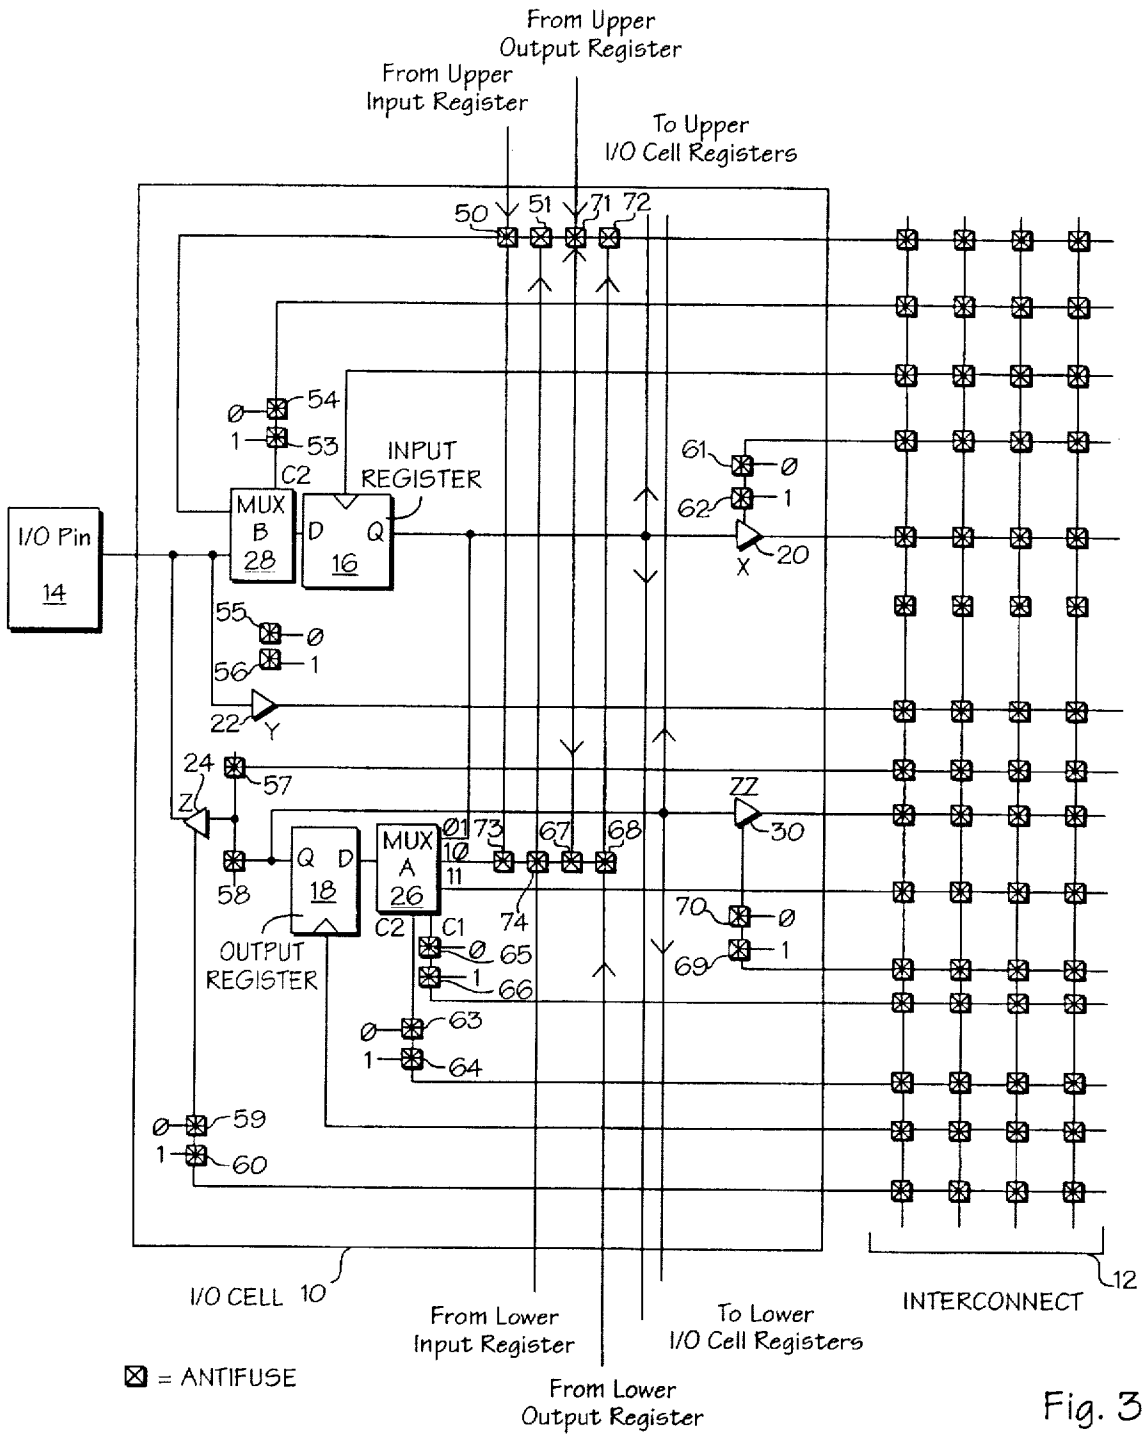 From Upper
Output Register
From Upper
Input Register
To Upper
I/O Cell Registers
50
51
71
72
Ø
54
1
53
C2
INPUT
REGISTER
61
Ø
62
1
I/O Pin
14
MUX
B
28
D
Q
16
20
X
55
Ø
56
1
22
Y
24
Z
57
58
ZZ
30
Q
D
18
MUX
A
26
Ø1
10
11
73
67
68
74
C2
C1
OUTPUT
REGISTER
Ø
65
1
66
70
Ø
69
1
Ø
63
1
64
Ø
59
1
60
I/O CELL 10
12
INTERCONNECT
From Lower
Input Register
To Lower
I/O Cell Registers
= ANTIFUSE
From Lower
Output Register
Fig. 3